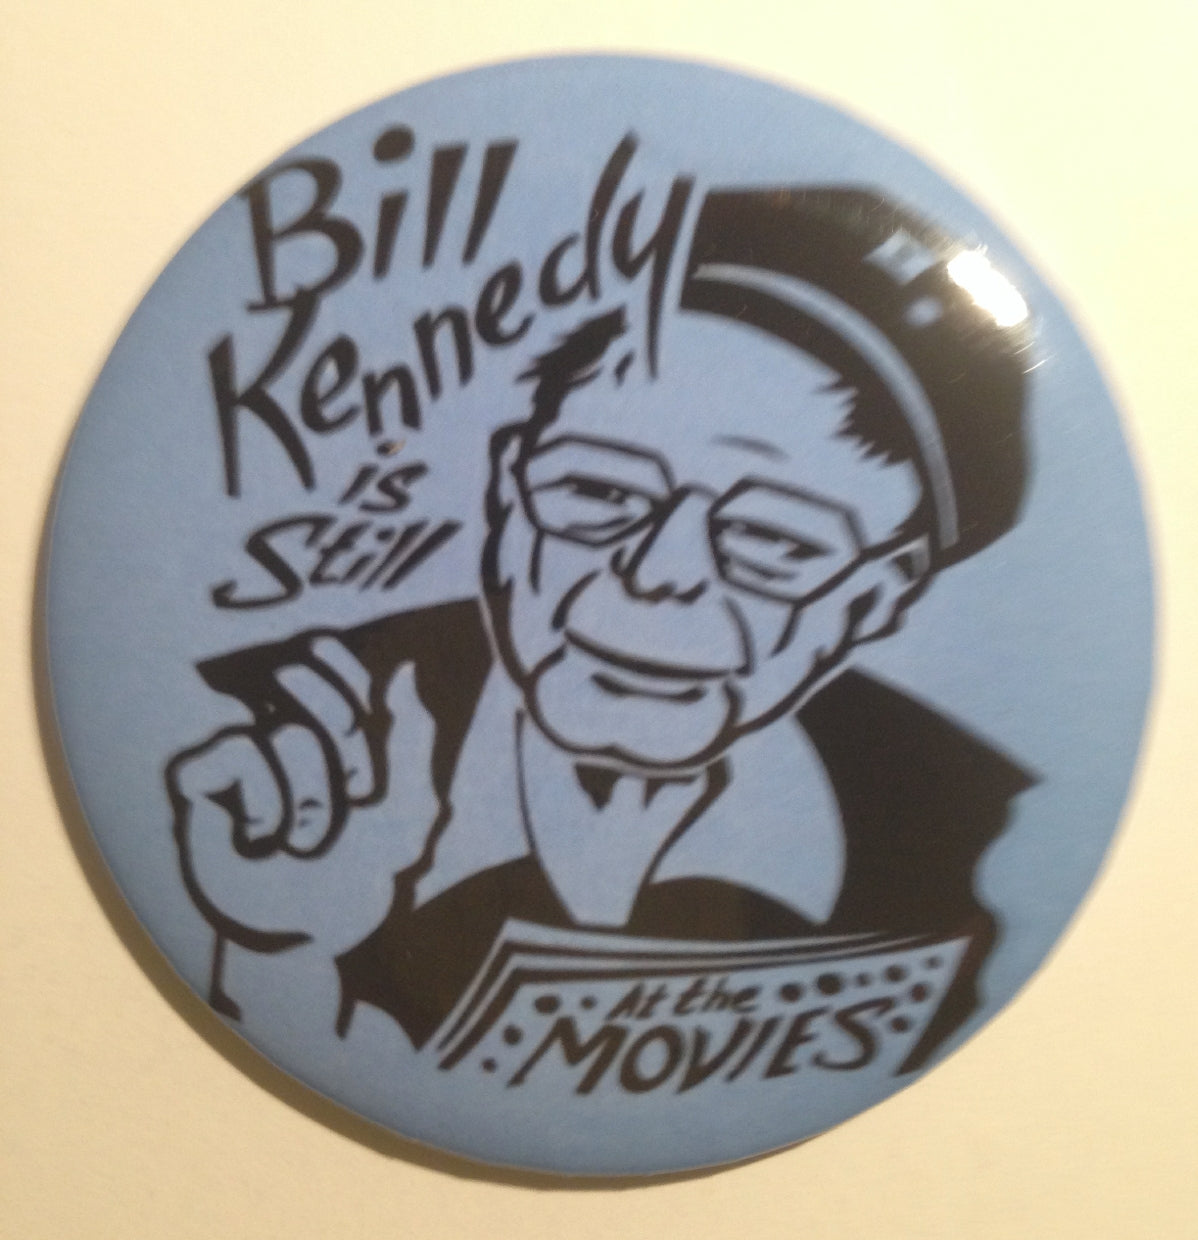 Bill
Kennedy
is
Still
At the
MOVIES